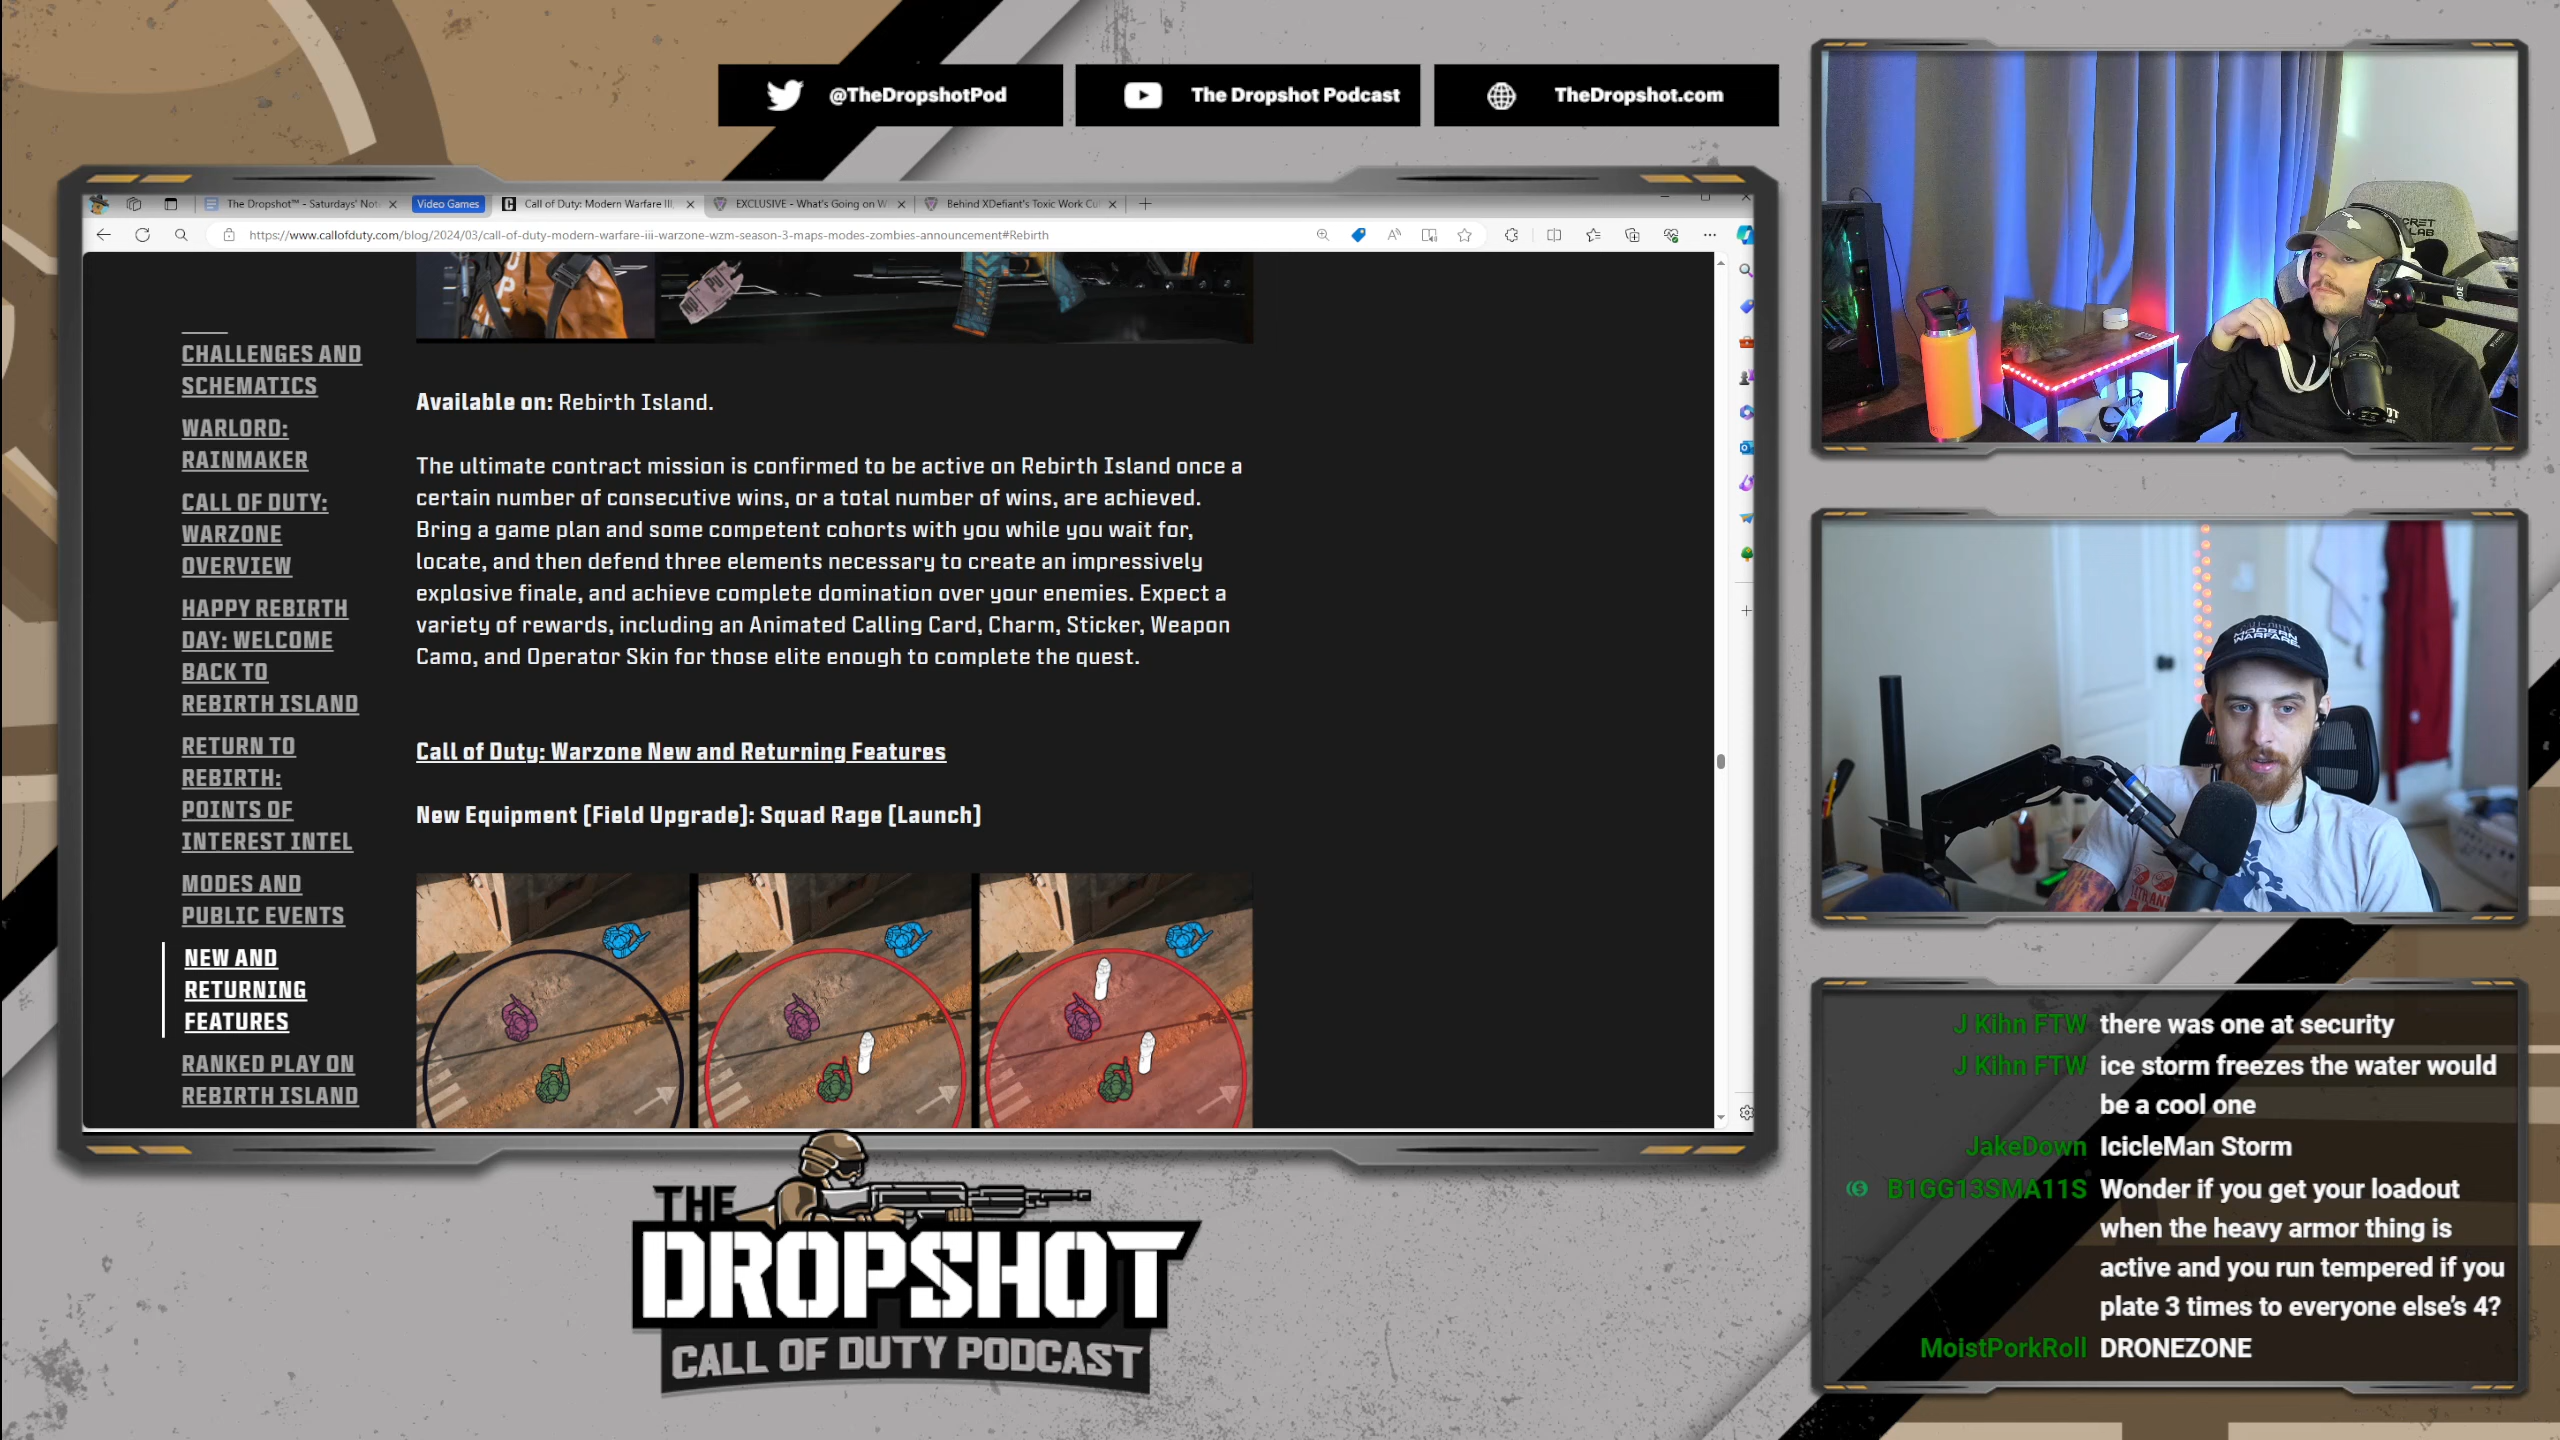 @TheDropshotPod
The Dropshot Podcast
TheDropshot.com
The Dropshot™ - Saturdays' Not
Video Games
Call of Duty: Modern Warfare III,
EXCLUSIVE - What's Going on W
Behind XDefiant's Toxic Work Cu
https://www.callofduty.com/blog/2024/03/call-of-duty-modern-warfare-iii-warzone-wzm-season-3-maps-modes-zombies-announcement#Rebirth
CHALLENGES AND
SCHEMATICS
WARLORD:
RAINMAKER
CALL OF DUTY:
WARZONE
OVERVIEW
HAPPY REBIRTH
DAY: WELCOME
BACK TO
REBIRTH ISLAND
RETURN TO
REBIRTH:
POINTS OF
INTEREST INTEL
MODES AND
PUBLIC EVENTS
NEW AND
RETURNING
FEATURES
RANKED PLAY ON
REBIRTH ISLAND
Available on: Rebirth Island.
The ultimate contract mission is confirmed to be active on Rebirth Island once a
certain number of consecutive wins, or a total number of wins, are achieved.
Bring a game plan and some competent cohorts with you while you wait for,
locate, and then defend three elements necessary to create an impressively
explosive finale, and achieve complete domination over your enemies. Expect a
variety of rewards, including an Animated Calling Card, Charm, Sticker, Weapon
Camo, and Operator Skin for those elite enough to complete the quest.
Call of Duty: Warzone New and Returning Features
New Equipment (Field Upgrade): Squad Rage (Launch)
MODERN
WARFARE
J Kihn FTW there was one at security
J Kihn FTW ice storm freezes the water would
be a cool one
JakeDown IcicleMan Storm
B1GG13SMA11S Wonder if you get your loadout
when the heavy armor thing is
active and you run tempered if you
plate 3 times to everyone else's 4?
MoistPorkRoll DRONEZONE
THE
DROPSHOT
CALL OF DUTY PODCAST